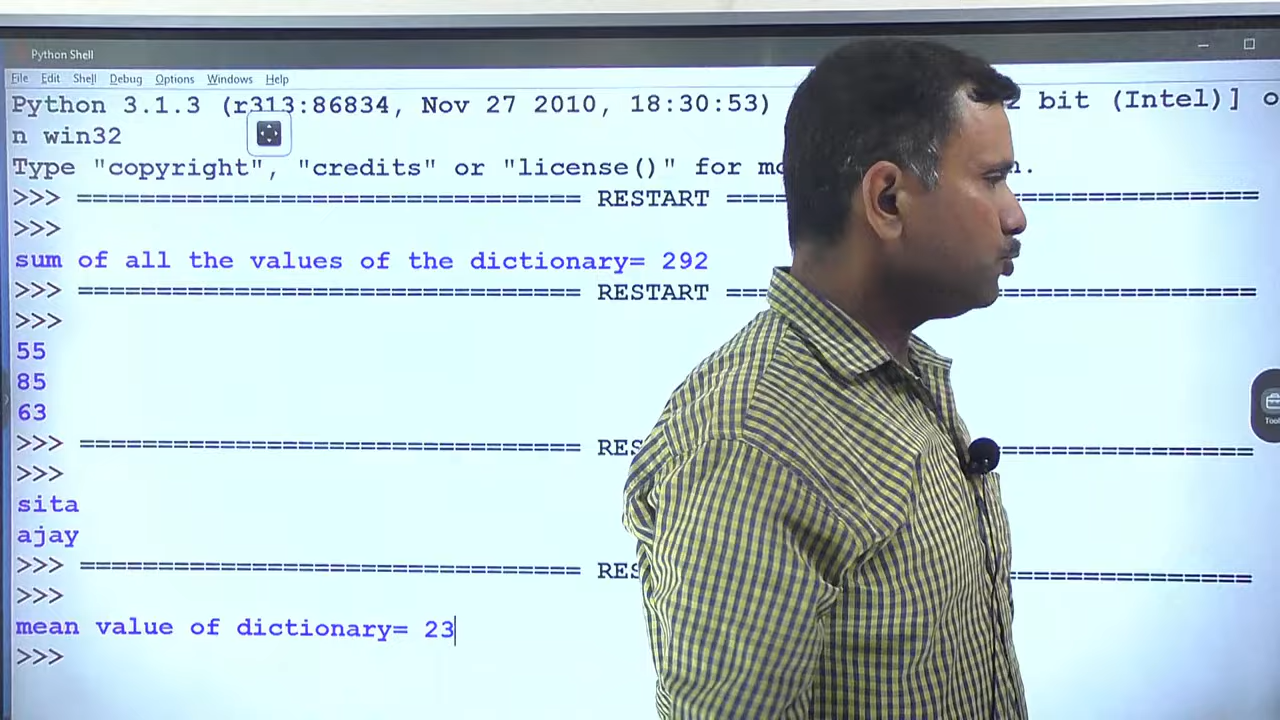 Python Shell
File Edit Shell Debug Options Windows Help
Python 3.1.3 (r313:86834, Nov 27 2010, 18:30:53) bit (Intel)] o
n win32
Type "copyright", "credits" or "license()" for
>>> ================================ RESTART ================================
>>>
sum of all the values of the dictionary= 292
>>> ================================ RESTART ================================
>>>
55
85
63
>>> ================================ RES ================
>>>
sita
ajay
>>> ================================ RES ================
>>>
mean value of dictionary= 23
>>>